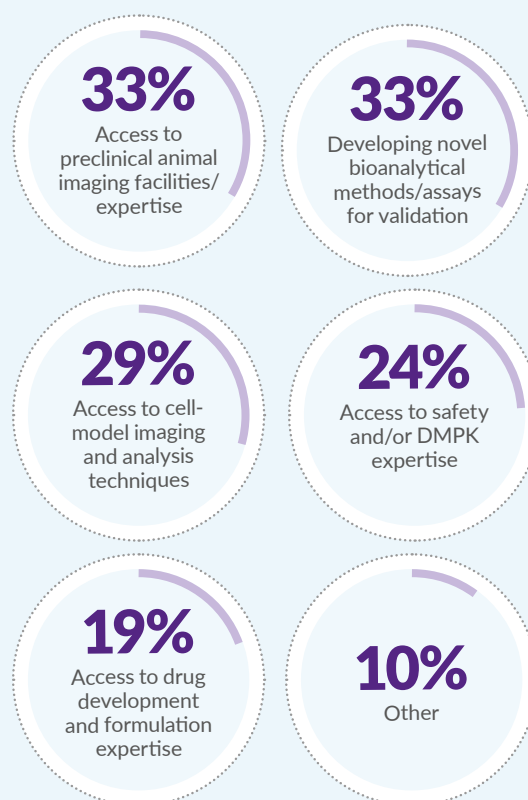 33%
Access to
preclinical animal
imaging facilities/
expertise
33%
Developing novel
bioanalytical
methods/assays
for validation
29%
Access to cell-
model imaging
and analysis
techniques
24%
Access to safety
and/or DMPK
expertise
19%
Access to drug
development
and formulation
expertise
10%
Other